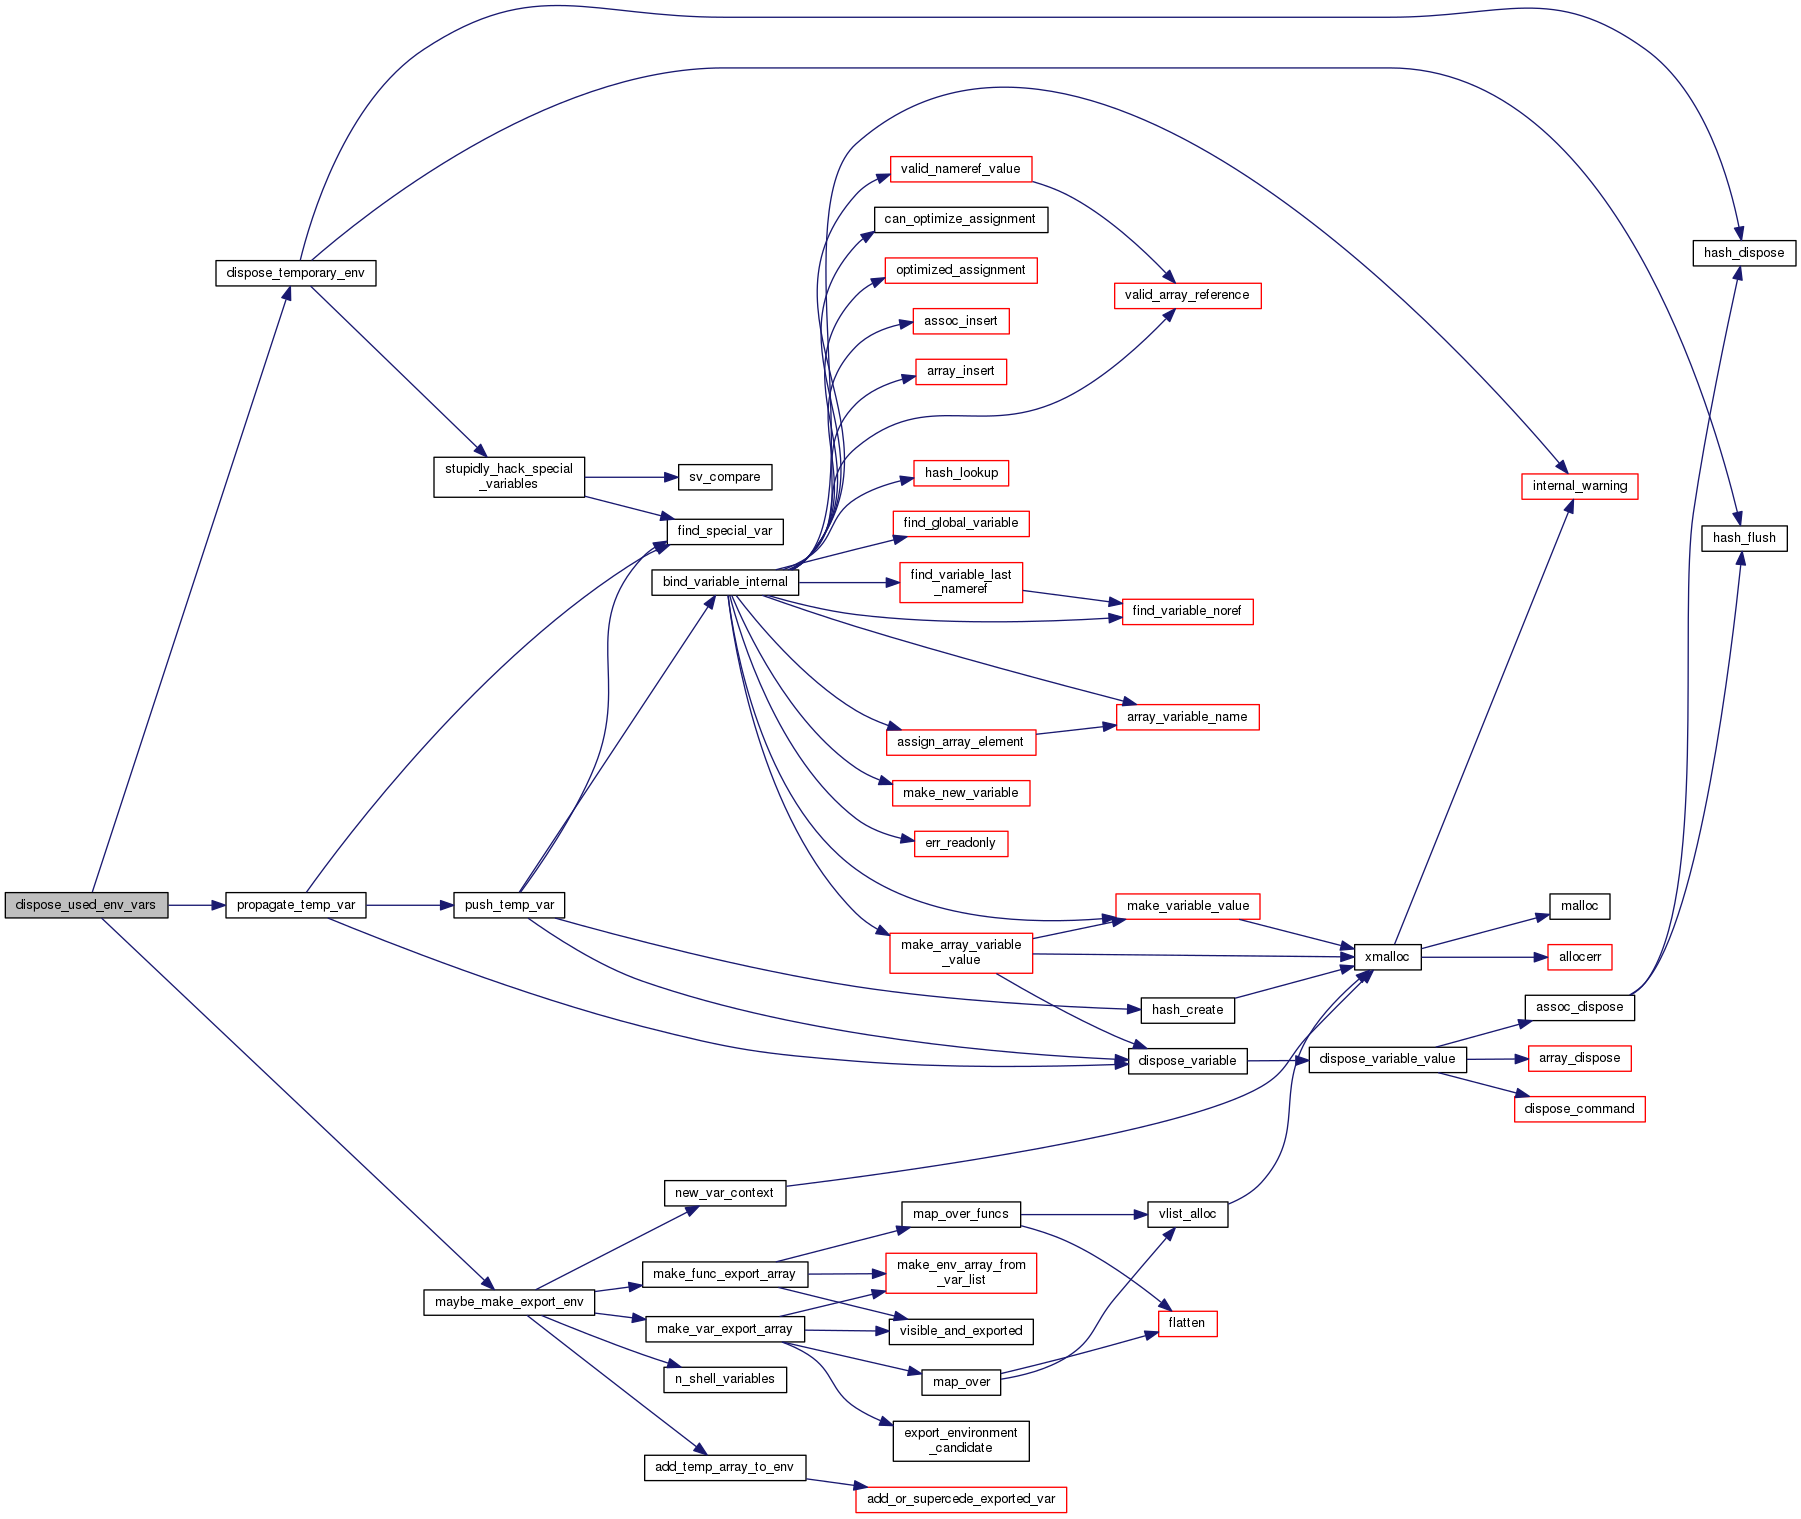 dispose_used_env_vars
dispose_temporary_env
propagate_temp_var
maybe_make_export_env
stupidly_hack_special
_variables
push_temp_var
sv_compare
find_special_var
bind_variable_internal
new_var_context
make_func_export_array
make_var_export_array
n_shell_variables
add_temp_array_to_env
valid_nameref_value
can_optimize_assignment
optimized_assignment
assoc_insert
array_insert
hash_lookup
find_global_variable
find_variable_last
_nameref
assign_array_element
make_new_variable
err_readonly
make_array_variable
_value
map_over_funcs
make_env_array_from
_var_list
visible_and_exported
map_over
export_environment
_candidate
add_or_supercede_exported_var
valid_array_reference
find_variable_noref
array_variable_name
make_variable_value
hash_create
dispose_variable
vlist_alloc
flatten
xmalloc
dispose_variable_value
internal_warning
malloc
allocerr
assoc_dispose
array_dispose
dispose_command
hash_dispose
hash_flush